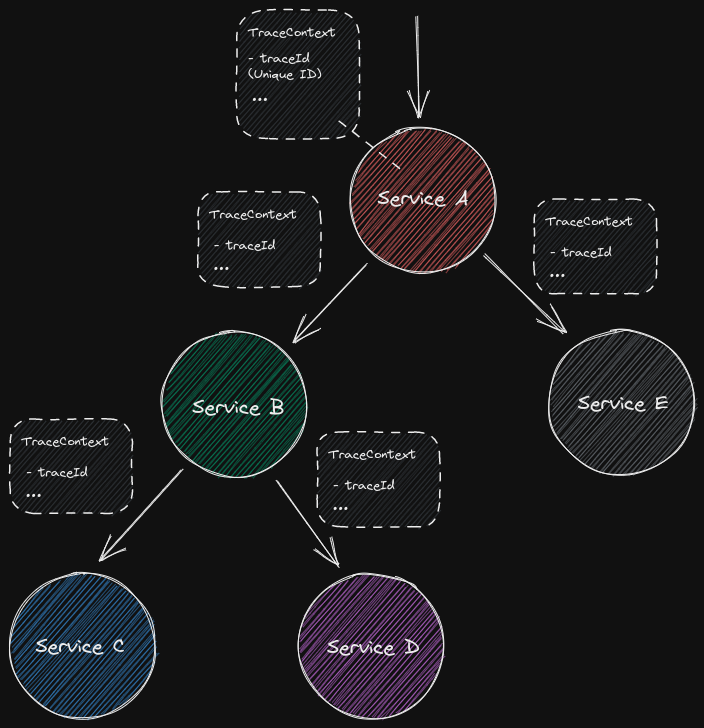 TraceContext
- traceId
(Unique ID)
...
Service A
TraceContext
- traceId
...
TraceContext
- traceId
...
Service B
Service E
TraceContext
- traceId
...
TraceContext
- traceId
...
Service C
Service D